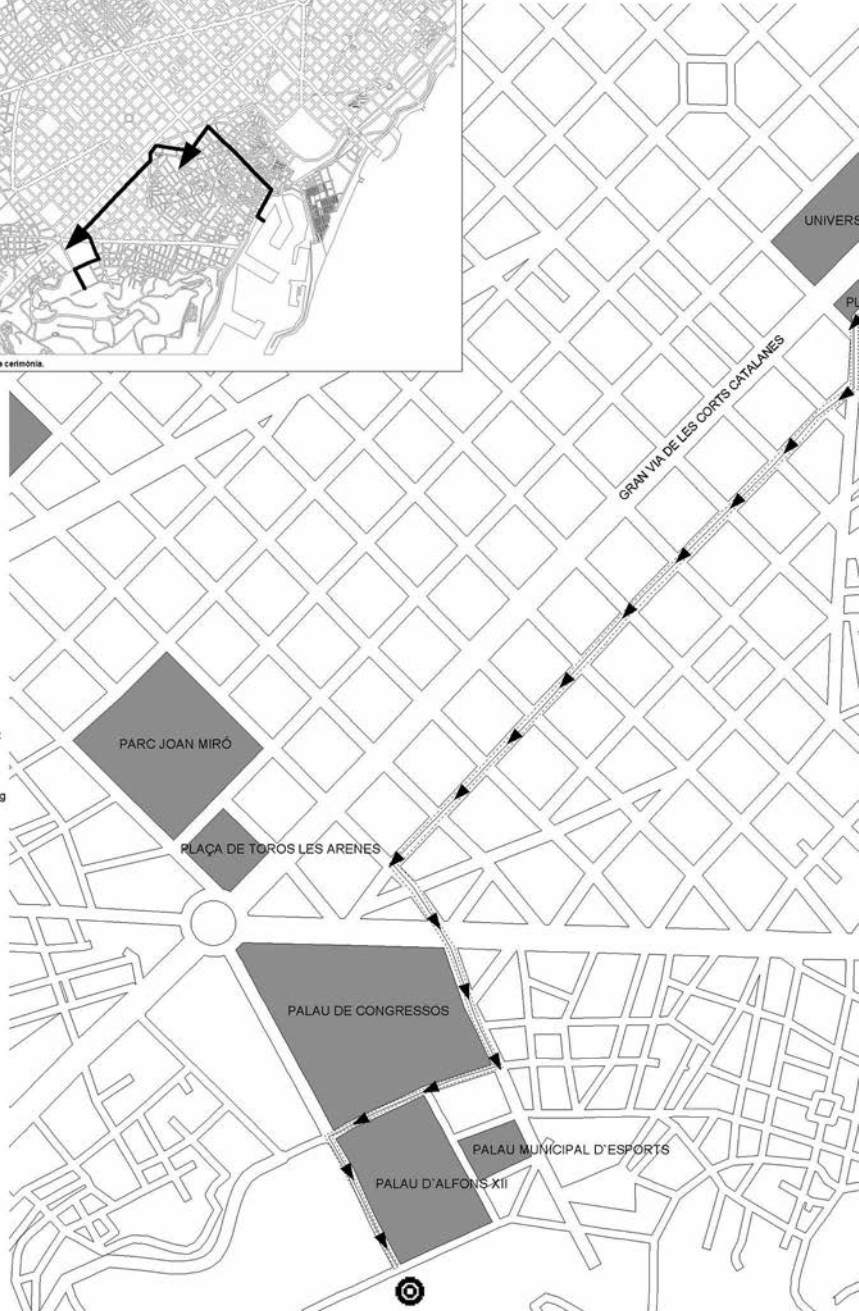 a cerimònia.
UNIVERS
PL
GRAN VIA DE LES CORTS CATALANES
PARC JOAN MIRÓ
g
PLAÇA DE TOROS LES ARENES
PALAU DE CONGRESSOS
PALAU MUNICIPAL D'ESPORTS
PALAU D'ALFONS XII